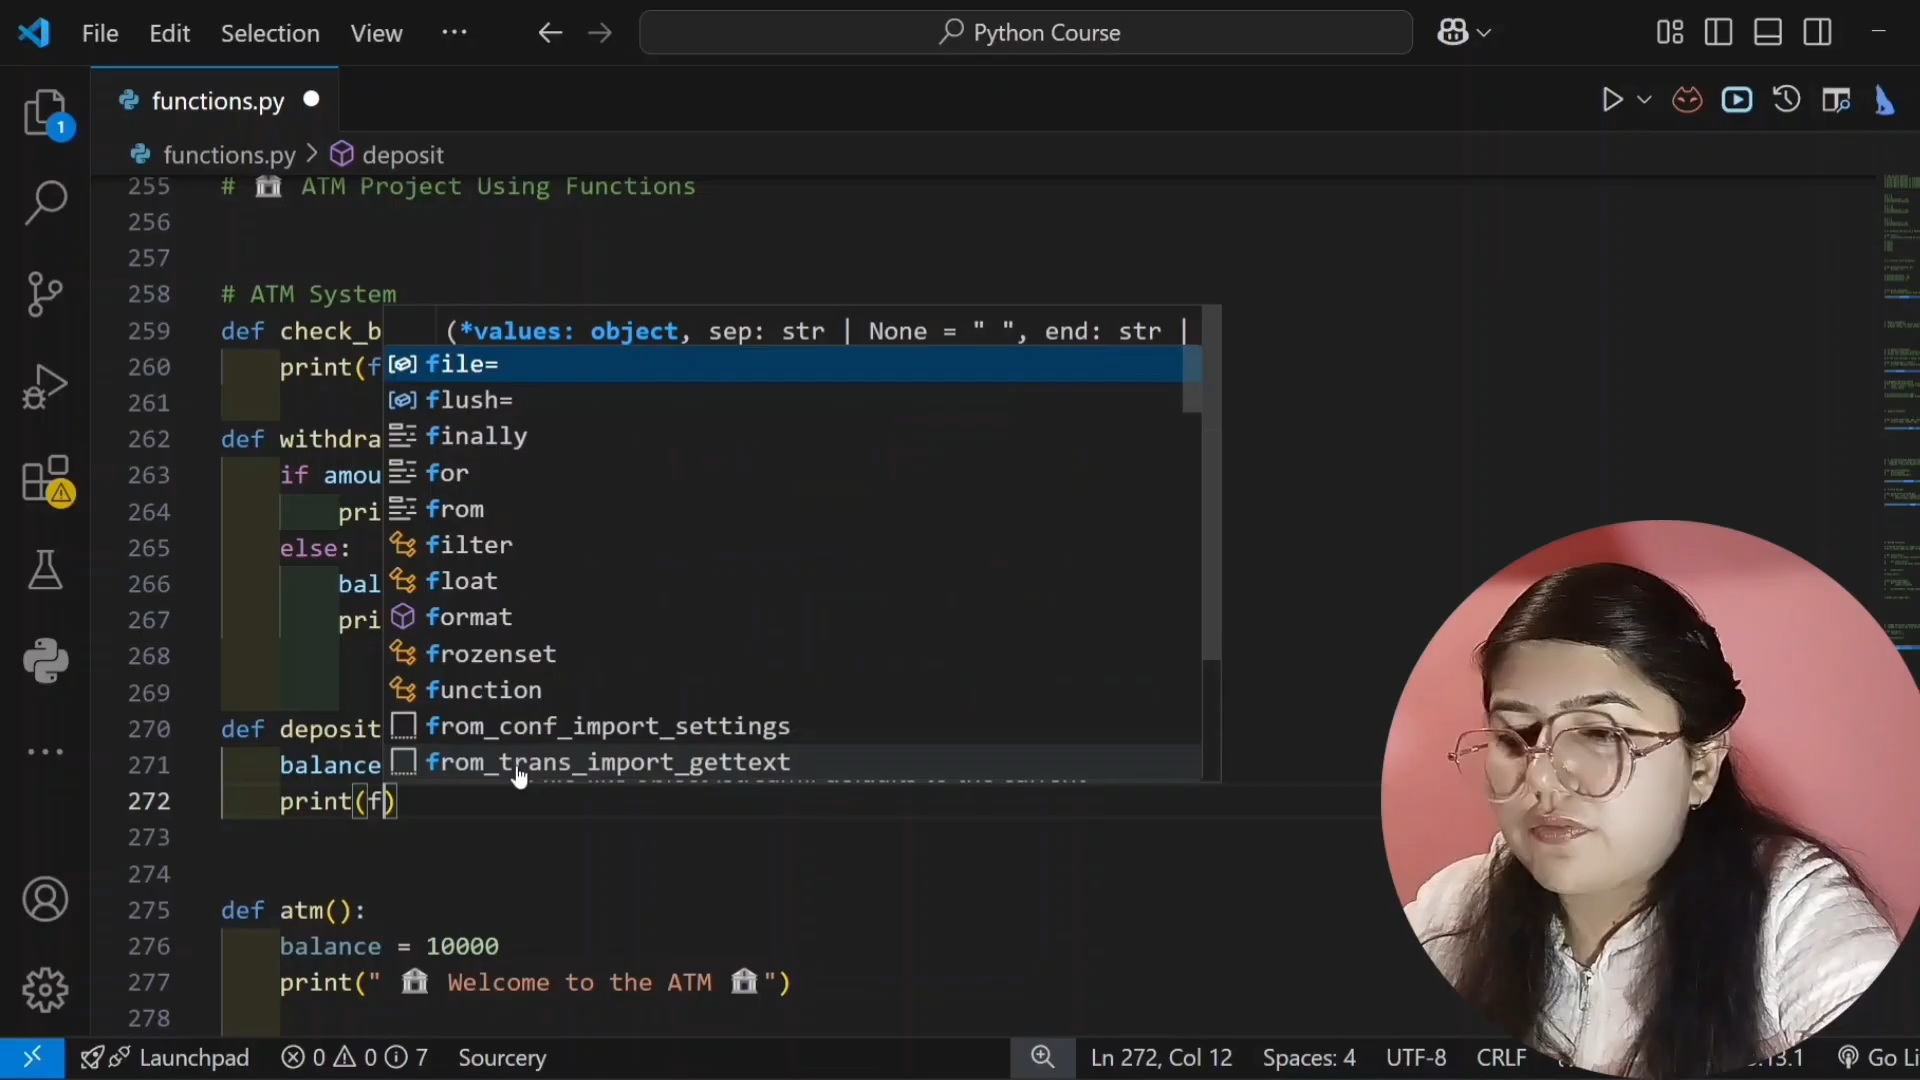 File Edit Selection View ... Python Course
functions.py
functions.py > deposit
255 # ATM Project Using Functions
256
257
258 # ATM System
259 def check_b
(*values: object, sep: str | None = " ", end: str |
260 print(f
261
262 def withdra
263 if amou
264 pri
265 else:
266 bal
267 pri
268
269
270 def deposit
271 balance
272 print(f)
273
274
275 def atm():
276 balance = 10000
277 print(" 🏦 Welcome to the ATM 🏦")
278
file=
flush=
finally
for
from
filter
float
format
frozenset
function
from_conf_import_settings
from_trans_import_gettext
1
Launchpad 0 0 7 Sourcery Ln 272, Col 12 Spaces: 4 UTF-8 CRLF 3.1 Go Li